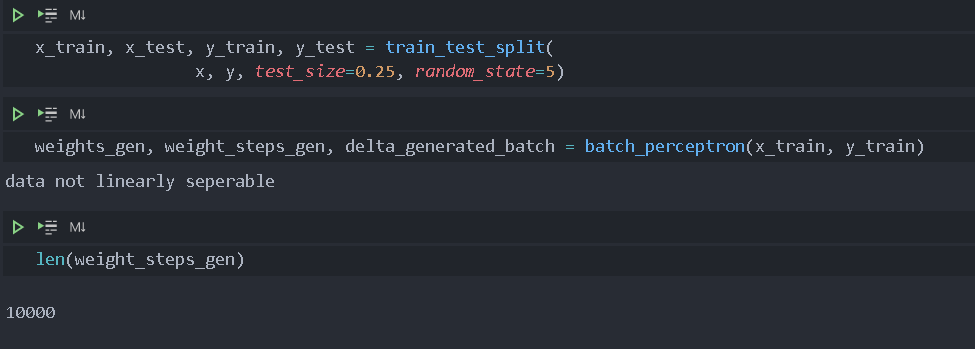 M↓
x_train, x_test, y_train, y_test = train_test_split(
x, y, test_size=0.25, random_state=5)
M↓
weights_gen, weight_steps_gen, delta_generated_batch = batch_perceptron(x_train, y_train)
data not linearly seperable
M↓
len(weight_steps_gen)
10000